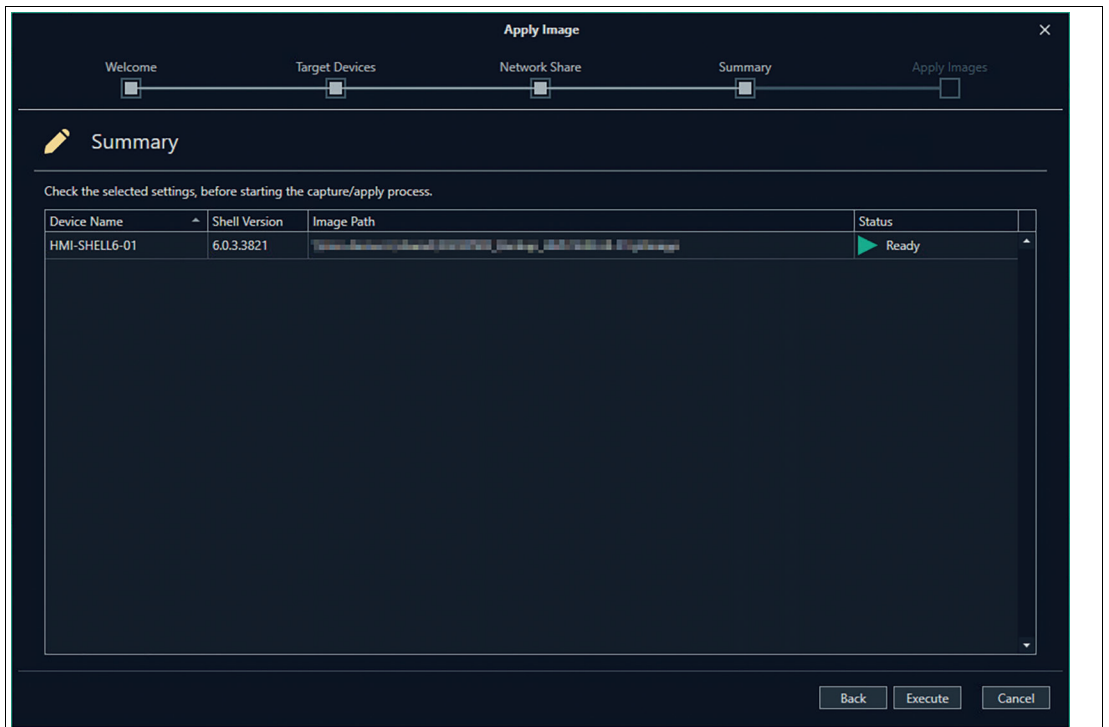 Apply Image
Welcome Target Devices Network Share Summary Apply Images
Summary
Check the selected settings, before starting the capture/apply process.
Device Name Shell Version Image Path Status
HMI-SHELL6-01 6.0.3.3821 Ready
Back Execute Cancel